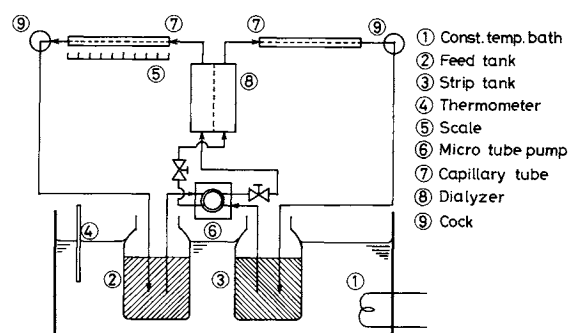 ⑨ ⑦ ⑦ ⑨
⑤
⑧
④ ⑥
② ③ ①
① Const. temp. bath
② Feed tank
③ Strip tank
④ Thermometer
⑤ Scale
⑥ Micro tube pump
⑦ Capillary tube
⑧ Dialyzer
⑨ Cock